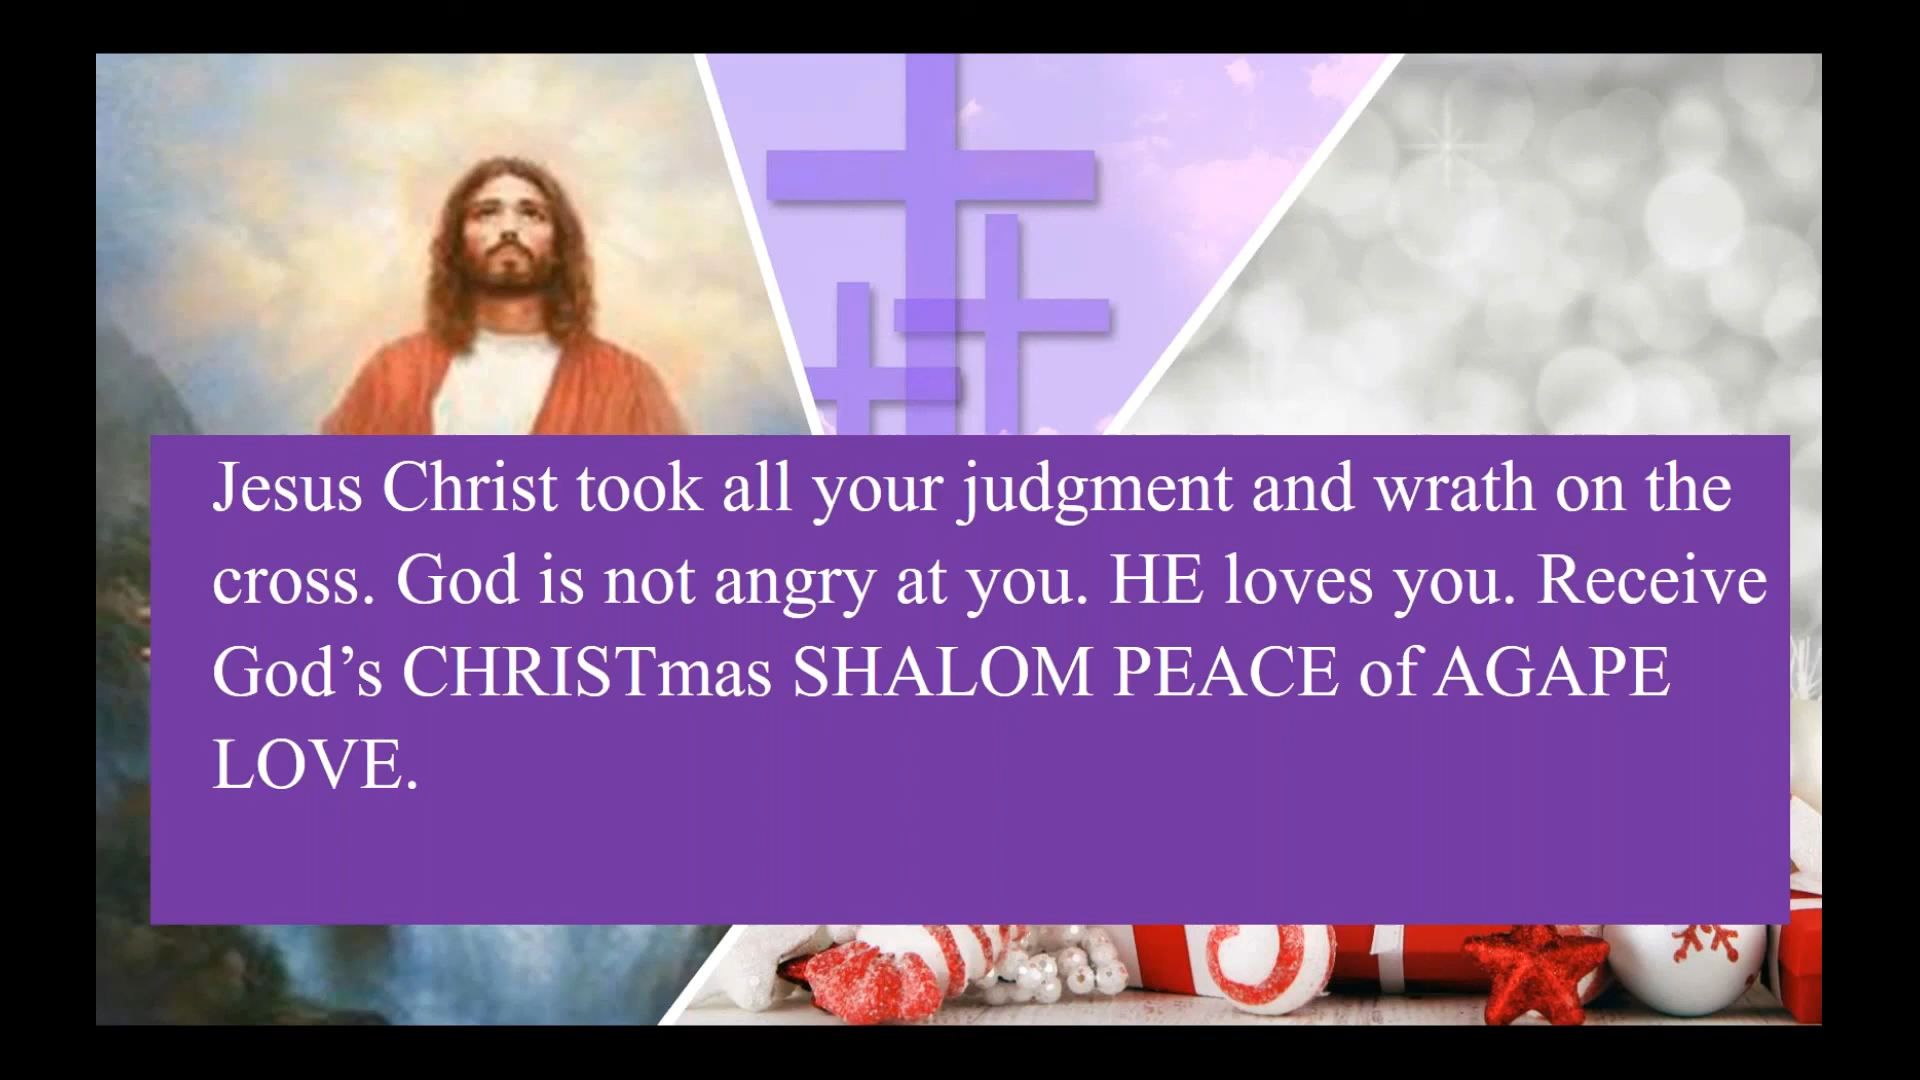 Jesus Christ took all your judgment and wrath on the
cross. God is not angry at you. HE loves you. Receive
God’s CHRISTmas SHALOM PEACE of AGAPE
LOVE.